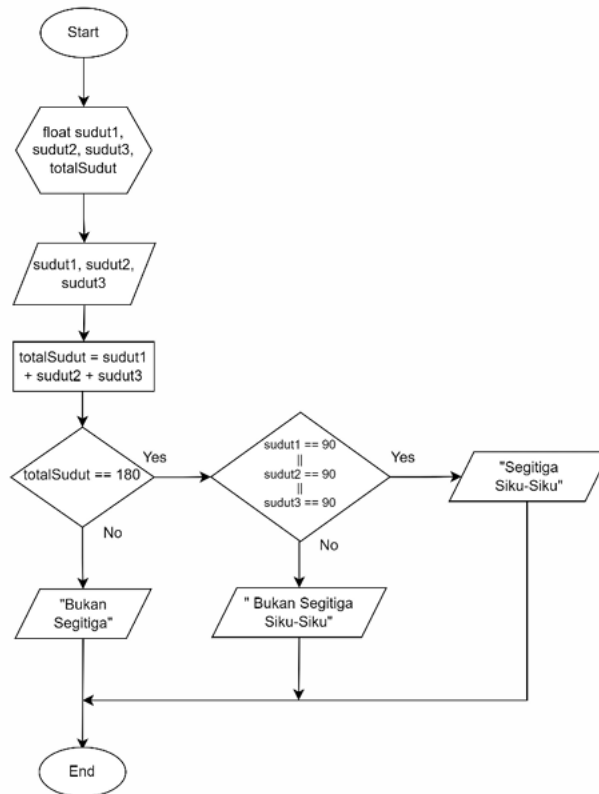 Start
float sudut1,
sudut2, sudut3,
totalSudut
sudut1, sudut2,
sudut3
totalSudut = sudut1
+ sudut2 + sudut3
totalSudut == 180
Yes
sudut1 == 90
||
sudut2 == 90
||
sudut3 == 90
Yes
"Segitiga
Siku-Siku"
No
No
"Bukan
Segitiga"
" Bukan Segitiga
Siku-Siku"
End